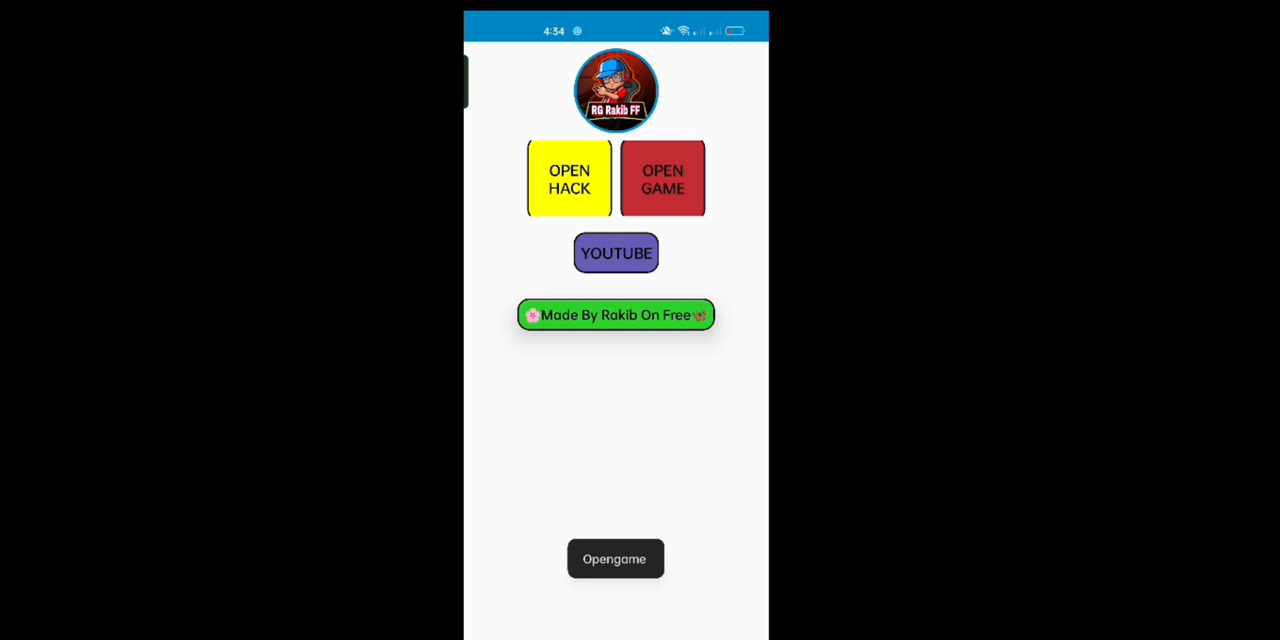 4:34
RG Rakib FF
OPEN
HACK
OPEN
GAME
YOUTUBE
🌸Made By Rakib On Free🦋
Opengame